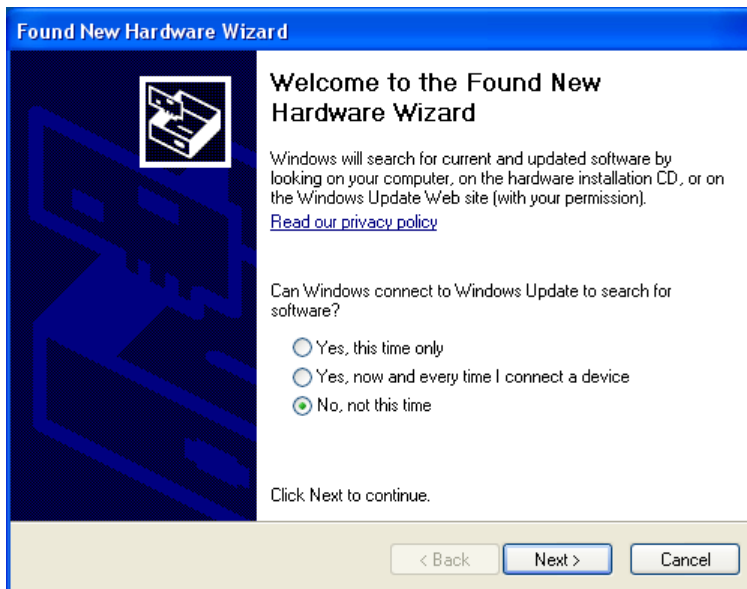 Found New Hardware Wizard
Welcome to the Found New
Hardware Wizard
Windows will search for current and updated software by
looking on your computer, on the hardware installation CD, or on
the Windows Update Web site (with your permission).
Read our privacy policy
Can Windows connect to Windows Update to search for
software?
Yes, this time only
Yes, now and every time I connect a device
No, not this time
Click Next to continue.
< Back
Next >
Cancel